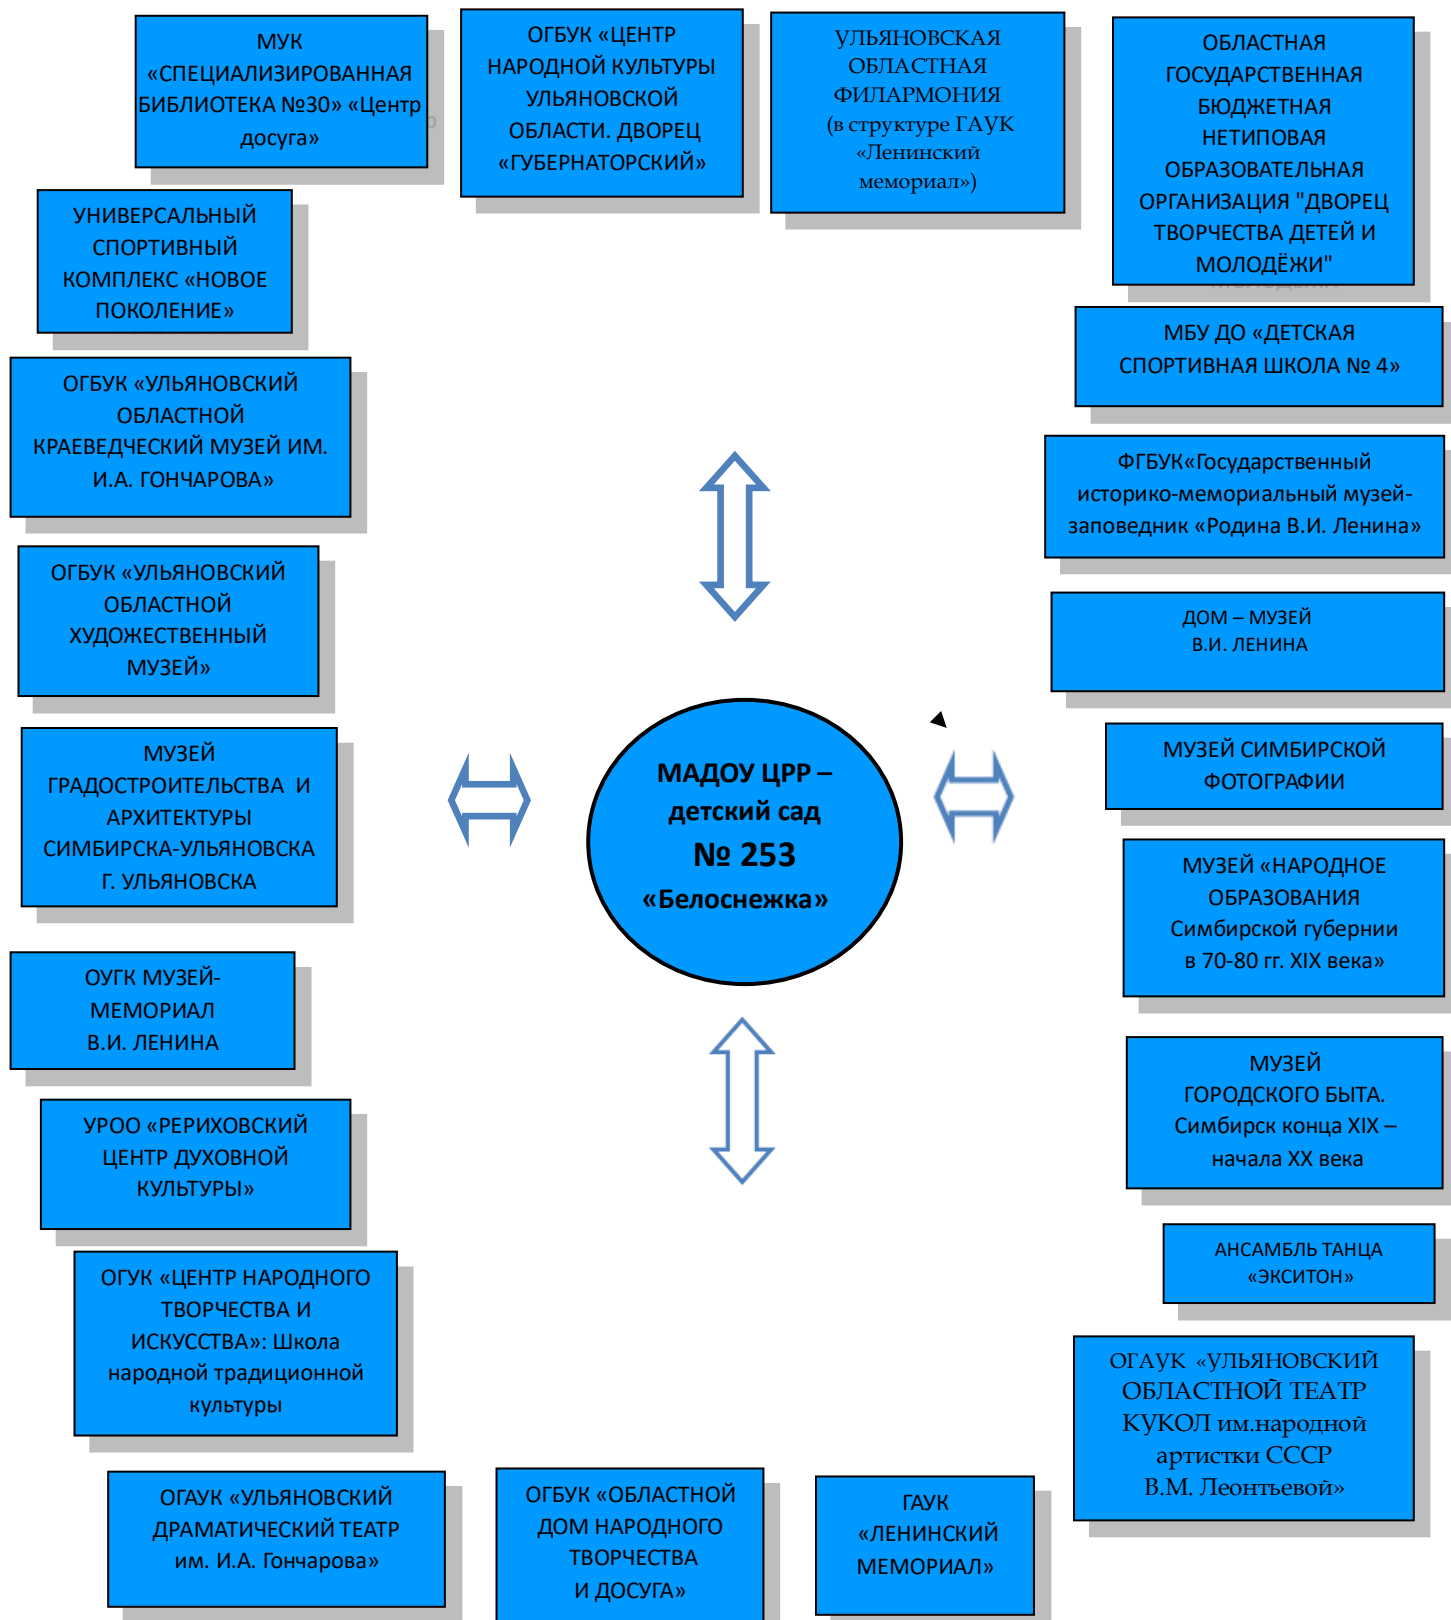 МУК
«СПЕЦИАЛИЗИРОВАННАЯ
БИБЛИОТЕКА №30» «Центр
досуга»
ОГБУК «ЦЕНТР
НАРОДНОЙ КУЛЬТУРЫ
УЛЬЯНОВСКОЙ
ОБЛАСТИ. ДВОРЕЦ
«ГУБЕРНАТОРСКИЙ»
УЛЬЯНОВСКАЯ
ОБЛАСТНАЯ
ФИЛАРМОНИЯ
(в структуре ГАУК
«Ленинский
мемориал»)
ОБЛАСТНАЯ
ГОСУДАРСТВЕННАЯ
БЮДЖЕТНАЯ
НЕТИПОВАЯ
ОБРАЗОВАТЕЛЬНАЯ
ОРГАНИЗАЦИЯ "ДВОРЕЦ
ТВОРЧЕСТВА ДЕТЕЙ И
МОЛОДЁЖИ"
УНИВЕРСАЛЬНЫЙ
СПОРТИВНЫЙ
КОМПЛЕКС «НОВОЕ
ПОКОЛЕНИЕ»
МБУ ДО «ДЕТСКАЯ
СПОРТИВНАЯ ШКОЛА № 4»
ОГБУК «УЛЬЯНОВСКИЙ
ОБЛАСТНОЙ
КРАЕВЕДЧЕСКИЙ МУЗЕЙ ИМ.
И.А. ГОНЧАРОВА»
ФГБУК«Государственный
историко-мемориальный музей-
заповедник «Родина В.И. Ленина»
ОГБУК «УЛЬЯНОВСКИЙ
ОБЛАСТНОЙ
ХУДОЖЕСТВЕННЫЙ
МУЗЕЙ»
ДОМ – МУЗЕЙ
В.И. ЛЕНИНА
МУЗЕЙ
ГРАДОСТРОИТЕЛЬСТВА И
АРХИТЕКТУРЫ
СИМБИРСКА-УЛЬЯНОВСКА
Г. УЛЬЯНОВСКА
МАДОУ ЦРР –
детский сад
№ 253
«Белоснежка»
МУЗЕЙ СИМБИРСКОЙ
ФОТОГРАФИИ
МУЗЕЙ «НАРОДНОЕ
ОБРАЗОВАНИЯ
Симбирской губернии
в 70-80 гг. XIX века»
ОУГК МУЗЕЙ-
МЕМОРИАЛ
В.И. ЛЕНИНА
МУЗЕЙ
ГОРОДСКОГО БЫТА.
Симбирск конца XIX –
начала XX века
УРОО «РЕРИХОВСКИЙ
ЦЕНТР ДУХОВНОЙ
КУЛЬТУРЫ»
АНСАМБЛЬ ТАНЦА
«ЭКСИТОН»
ОГУК «ЦЕНТР НАРОДНОГО
ТВОРЧЕСТВА И
ИСКУССТВА»: Школа
народной традиционной
культуры
ОГАУК «УЛЬЯНОВСКИЙ
ОБЛАСТНОЙ ТЕАТР
КУКОЛ им.народной
артистки СССР
В.М. Леонтьевой»
ОГАУК «УЛЬЯНОВСКИЙ
ДРАМАТИЧЕСКИЙ ТЕАТР
им. И.А. Гончарова»
ОГБУК «ОБЛАСТНОЙ
ДОМ НАРОДНОГО
ТВОРЧЕСТВА
И ДОСУГА»
ГАУК
«ЛЕНИНСКИЙ
МЕМОРИАЛ»